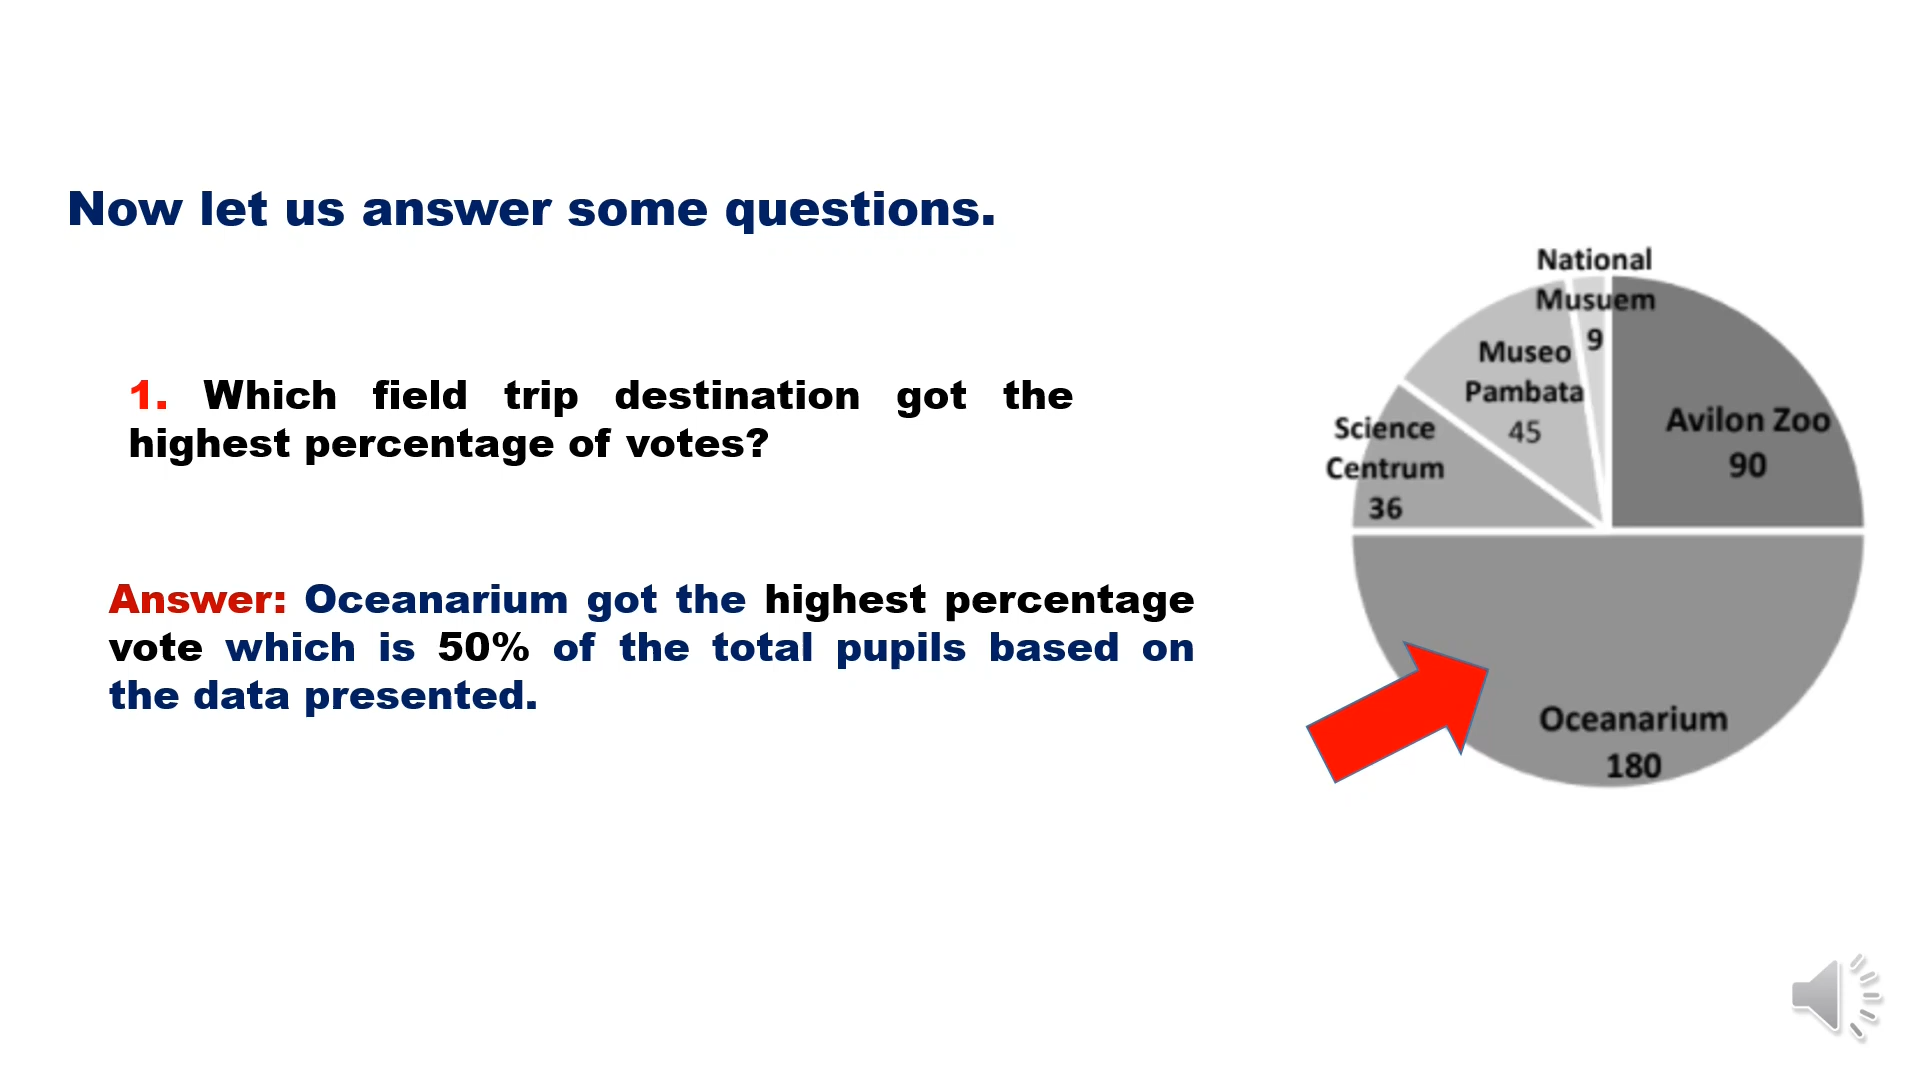 Now let us answer some questions.
1. Which field trip destination got the
highest percentage of votes?
Answer: Oceanarium got the highest percentage
vote which is 50% of the total pupils based on
the data presented.
National
Musuem
9
Museo
Pambata
45
Science
Centrum
36
Avilon Zoo
90
Oceanarium
180